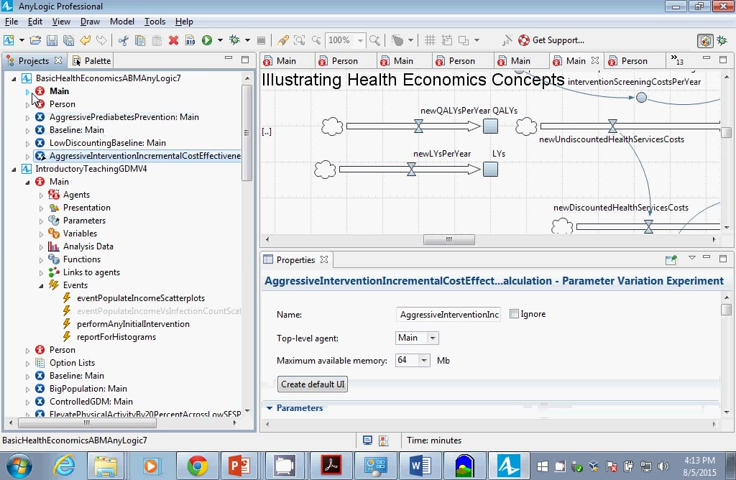 AnyLogic Professional
File Edit View Draw Model Tools Help
100% Get Support...
Projects Palette
BasicHealthEconomicsABMAnyLogic7
Main
Person
AggressivePrediabetesPrevention: Main
Baseline: Main
LowDiscountingBaseline: Main
AggressiveInterventionIncrementalCostEffectivene
IntroductoryTeachingGDMV4
Main
Agents
Presentation
Parameters
Variables
Analysis Data
Functions
Links to agents
Events
eventPopulateIncomeScatterplots
eventPopulateIncomeVsInfectionCountScat
performAnyInitialIntervention
reportForHistograms
Person
Option Lists
Baseline: Main
BigPopulation: Main
ControlledGDM: Main
ElevatePhysicalActivityBy20PercentAcrossLowSESP
Main Person Main Person Main Main Person »13
Illustrating Health Economics Concepts
interventionScreeningCostsPerYear
newQALYsPerYear QALYs
[..]
newUndiscountedHealthServicesCosts
newLYsPerYear LYs
newDiscountedHealthServicesCosts
Properties
AggressiveInterventionIncrementalCostEffect...alculation - Parameter Variation Experiment
Name: AggressiveInterventionInc Ignore
Top-level agent: Main
Maximum available memory: 64 Mb
Create default UI
Parameters
BasicHealthEconomicsABMAnyLogic7
Time: minutes
4:13 PM
8/5/2015